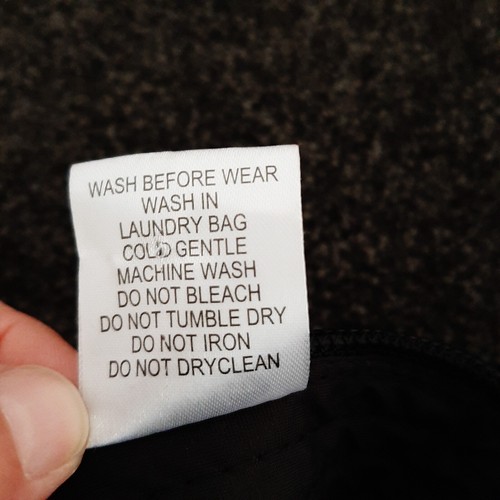 WASH BEFORE WEAR
WASH IN
LAUNDRY BAG
COLD GENTLE
MACHINE WASH
DO NOT BLEACH
DO NOT TUMBLE DRY
DO NOT IRON
DO NOT DRYCLEAN